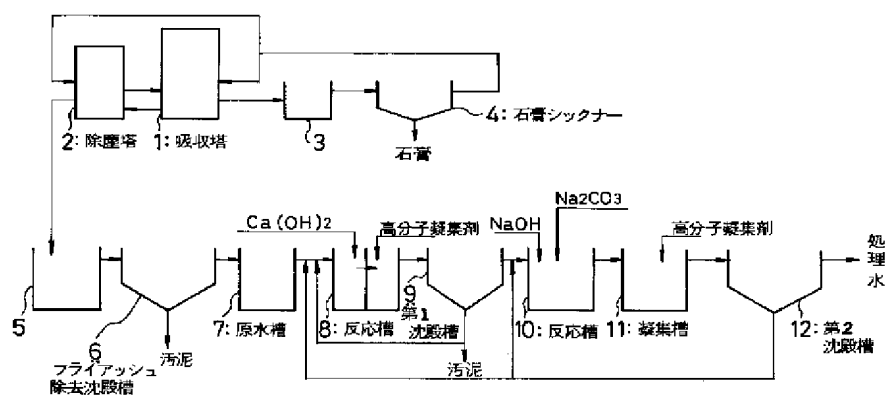 2: 除塵塔
1: 吸収塔
3
4: 石膏シックナー
石膏
Ca(OH)2
高分子凝集剤
NaOH
Na2CO3
高分子凝集剤
処理水
5
6
フライアッシュ
除去沈殿槽
汚泥
7: 原水槽
8: 反応槽
9: 第1
沈殿槽
汚泥
10: 反応槽
11: 凝集槽
12: 第2
沈殿槽